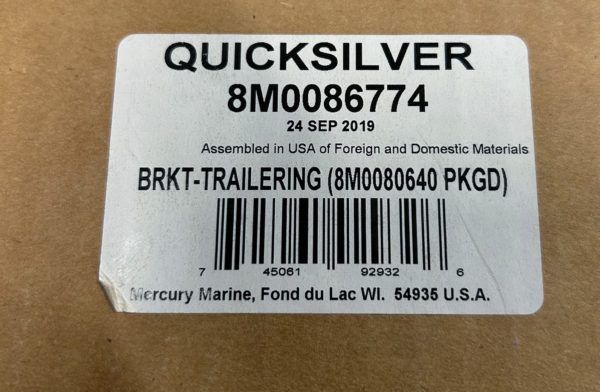 QUICKSILVER
8M0086774
24 SEP 2019
Assembled in USA of Foreign and Domestic Materials
BRKT-TRAILERING (8M0080640 PKGD)
7 45061 92932 6
Mercury Marine, Fond du Lac WI. 54935 U.S.A.